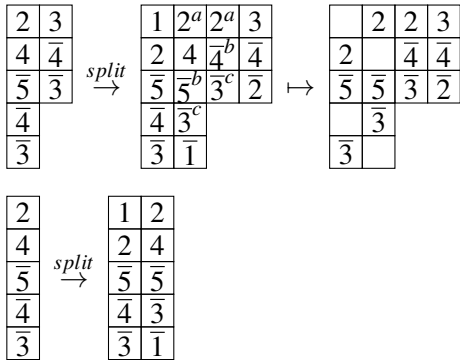 2 3 1 2ᵃ 2ᵃ 3 2 2 3
4 4̄ 2 4 4̄ᵇ 4̄ 2 4̄ 4̄
split
5̄ 3̄ → 5̄ 5̄ᵇ 3̄ᶜ 2̄ ↦ 5̄ 5̄ 3̄ 2̄
4̄ 4̄ 3̄ᶜ 3̄
3̄ 3̄ 1̄ 3̄
2 1 2
4 2 4
split
5̄ → 5̄ 5̄
4̄ 4̄ 3̄
3̄ 3̄ 1̄